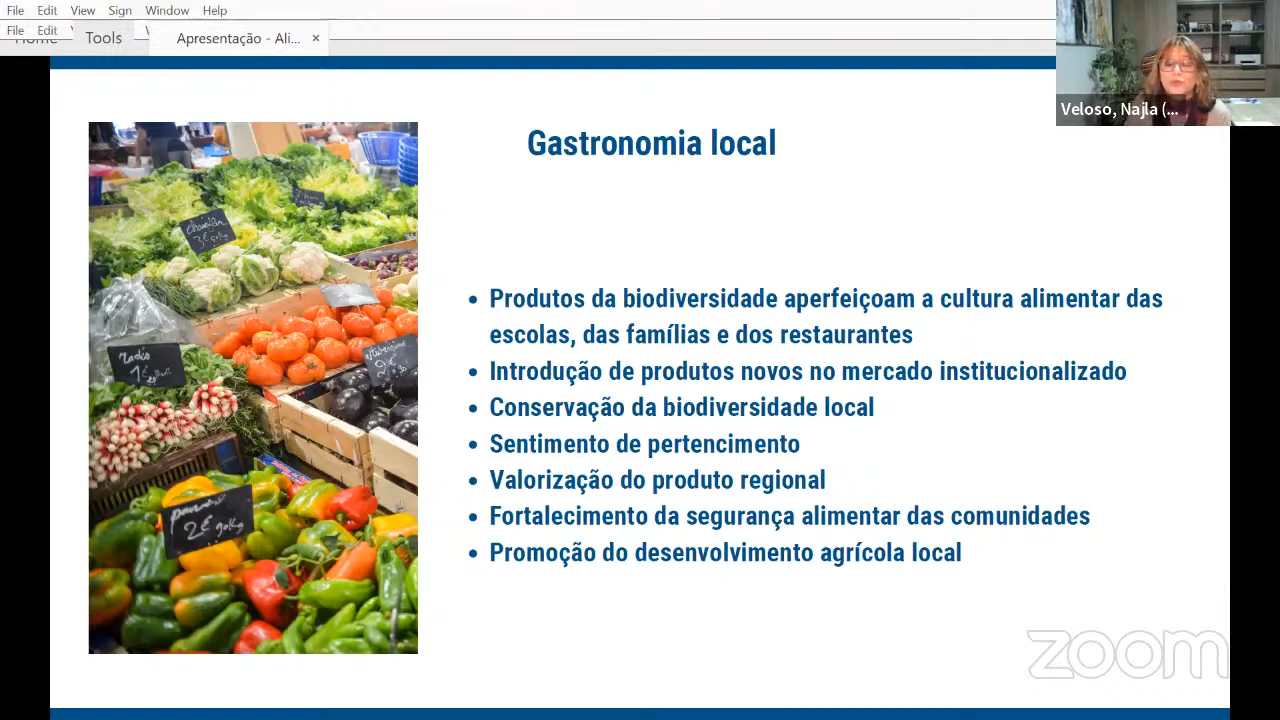 File Edit View Sign Window Help
File Edit
Home Tools Apresentação - Ali... ×
Veloso, Najla (...
Gastronomia local
• Produtos da biodiversidade aperfeiçoam a cultura alimentar das
escolas, das famílias e dos restaurantes
• Introdução de produtos novos no mercado institucionalizado
• Conservação da biodiversidade local
• Sentimento de pertencimento
• Valorização do produto regional
• Fortalecimento da segurança alimentar das comunidades
• Promoção do desenvolvimento agrícola local
radis
1€
2€
zoom